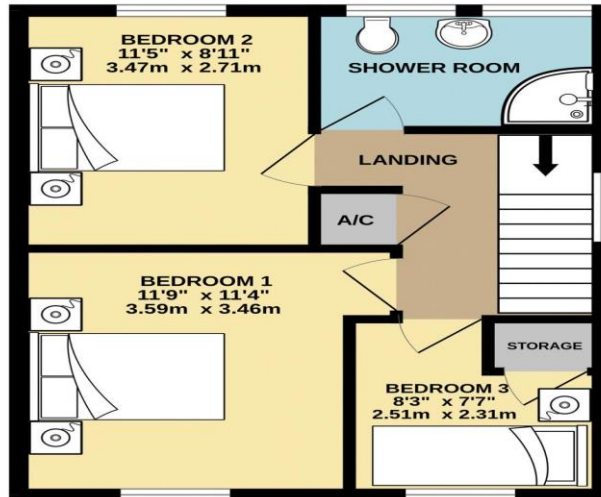 BEDROOM 2
11'5" x 8'11"
3.47m x 2.71m
SHOWER ROOM
LANDING
A/C
BEDROOM 1
11'9" x 11'4"
3.59m x 3.46m
STORAGE
BEDROOM 3
8'3" x 7'7"
2.51m x 2.31m